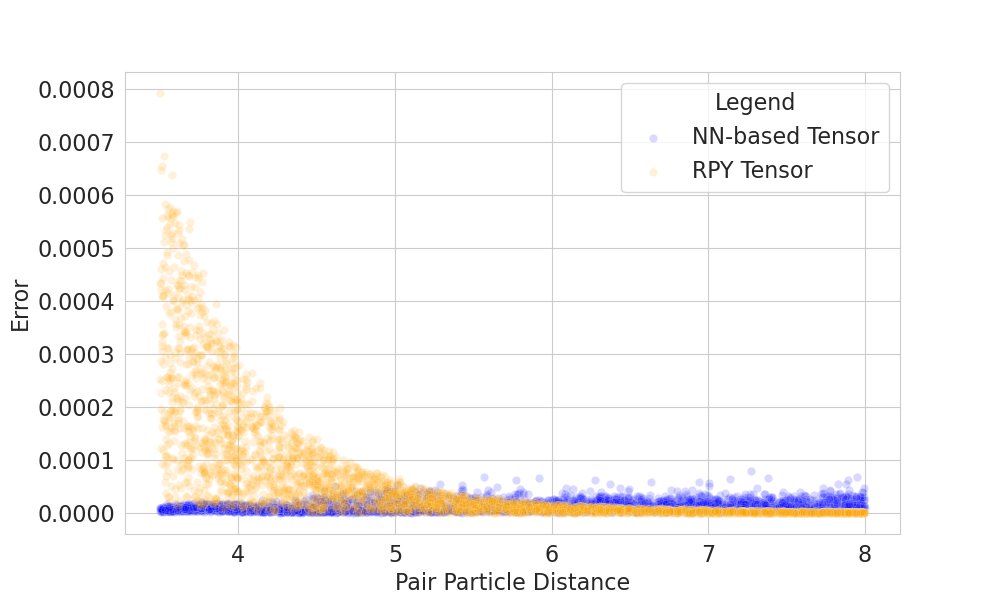 0.0008
0.0007
0.0006
0.0005
0.0004
0.0003
0.0002
0.0001
0.0000
Error
Legend
NN-based Tensor
RPY Tensor
4 5 6 7 8
Pair Particle Distance